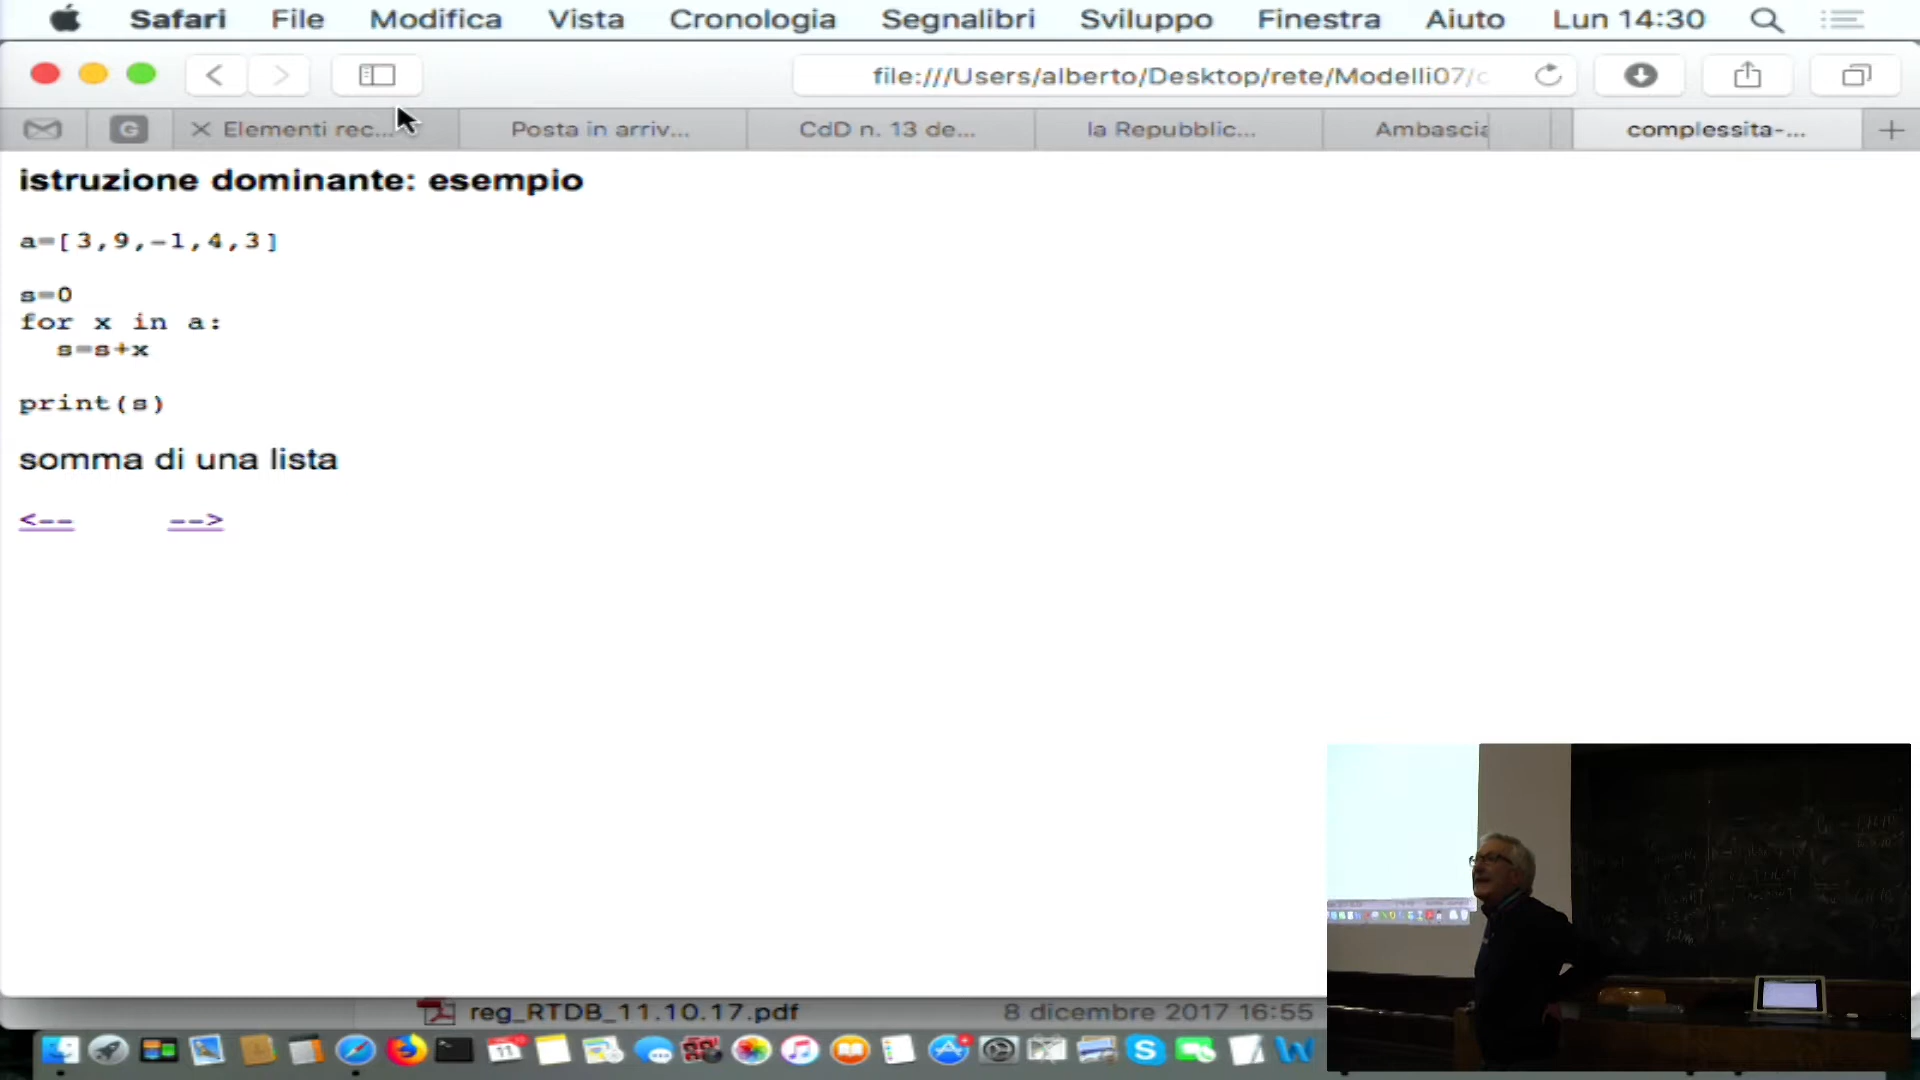 Safari File Modifica Vista Cronologia Segnalibri Sviluppo Finestra Aiuto Lun 14:30
file:///Users/alberto/Desktop/rete/Modelli07/
G Elementi rec... Posta in arriv... CdD n. 13 de... la Repubblic... Ambascia complessita-...
istruzione dominante: esempio
a=[3,9,-1,4,3]
s=0
for x in a:
s=s+x
print(s)
somma di una lista
<-- -->
reg_RTDB_11.10.17.pdf 8 dicembre 2017 16:55
11